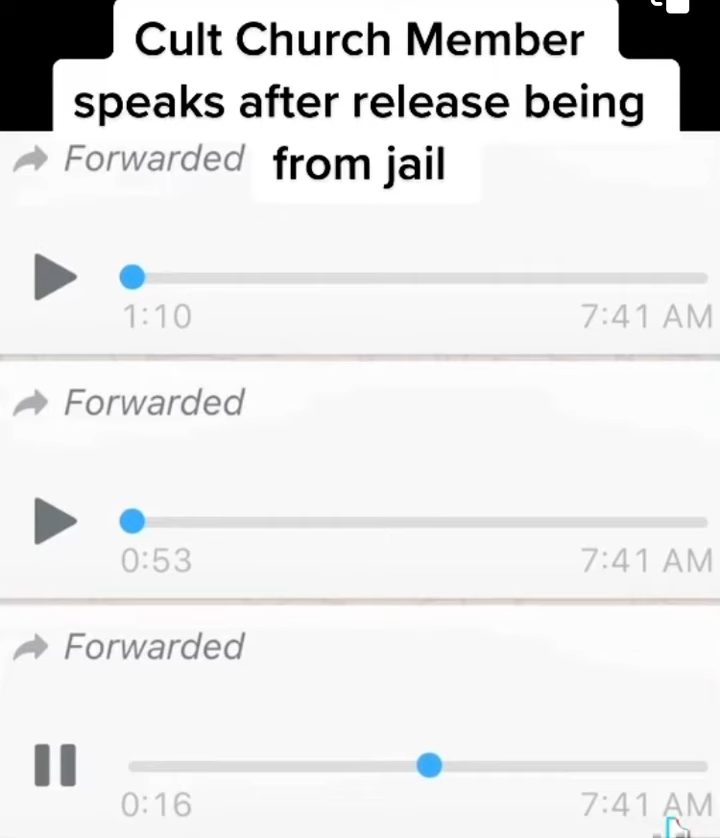 Cult Church Member
speaks after release being
from jail
Forwarded
1:10 7:41 AM
Forwarded
0:53 7:41 AM
Forwarded
0:16 7:41 AM